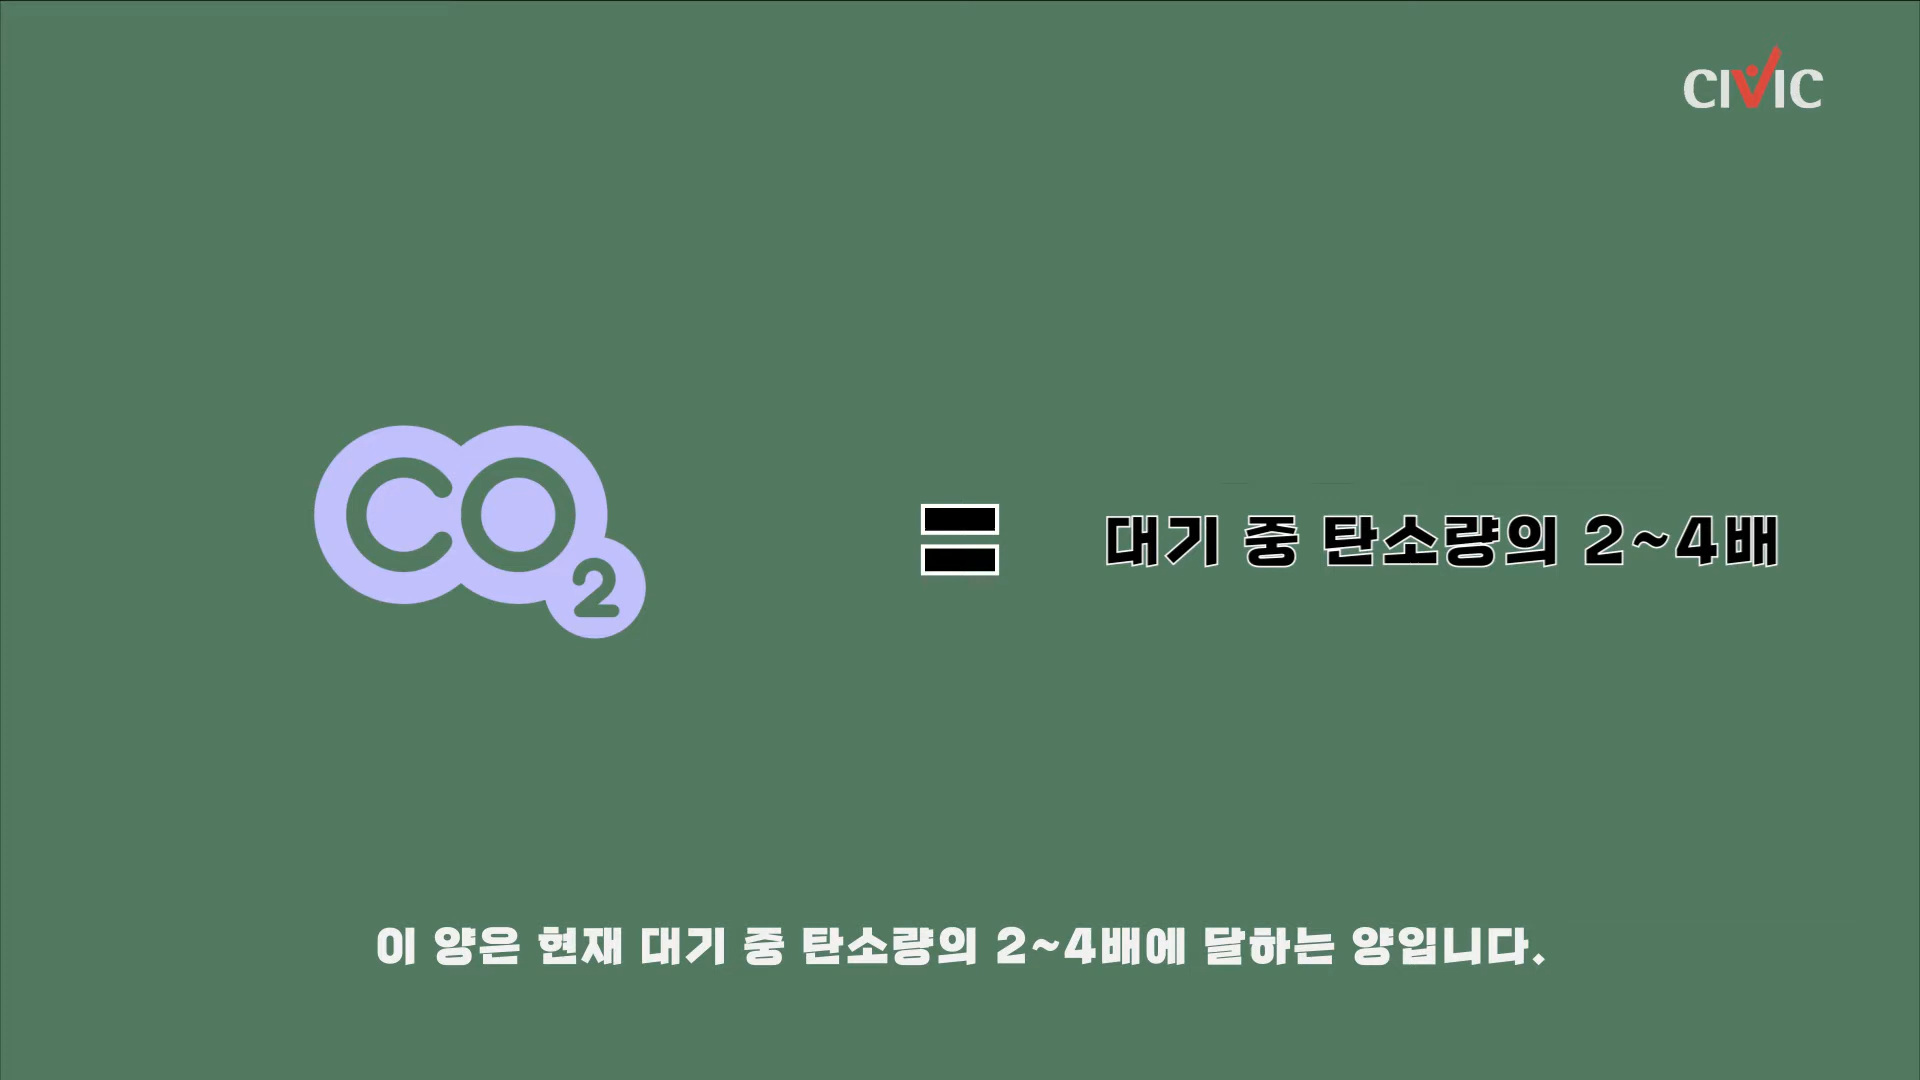 CIVIC
CO2
=
대기 중 탄소량의 2~4배
이 양은 현재 대기 중 탄소량의 2~4배에 달하는 양입니다.